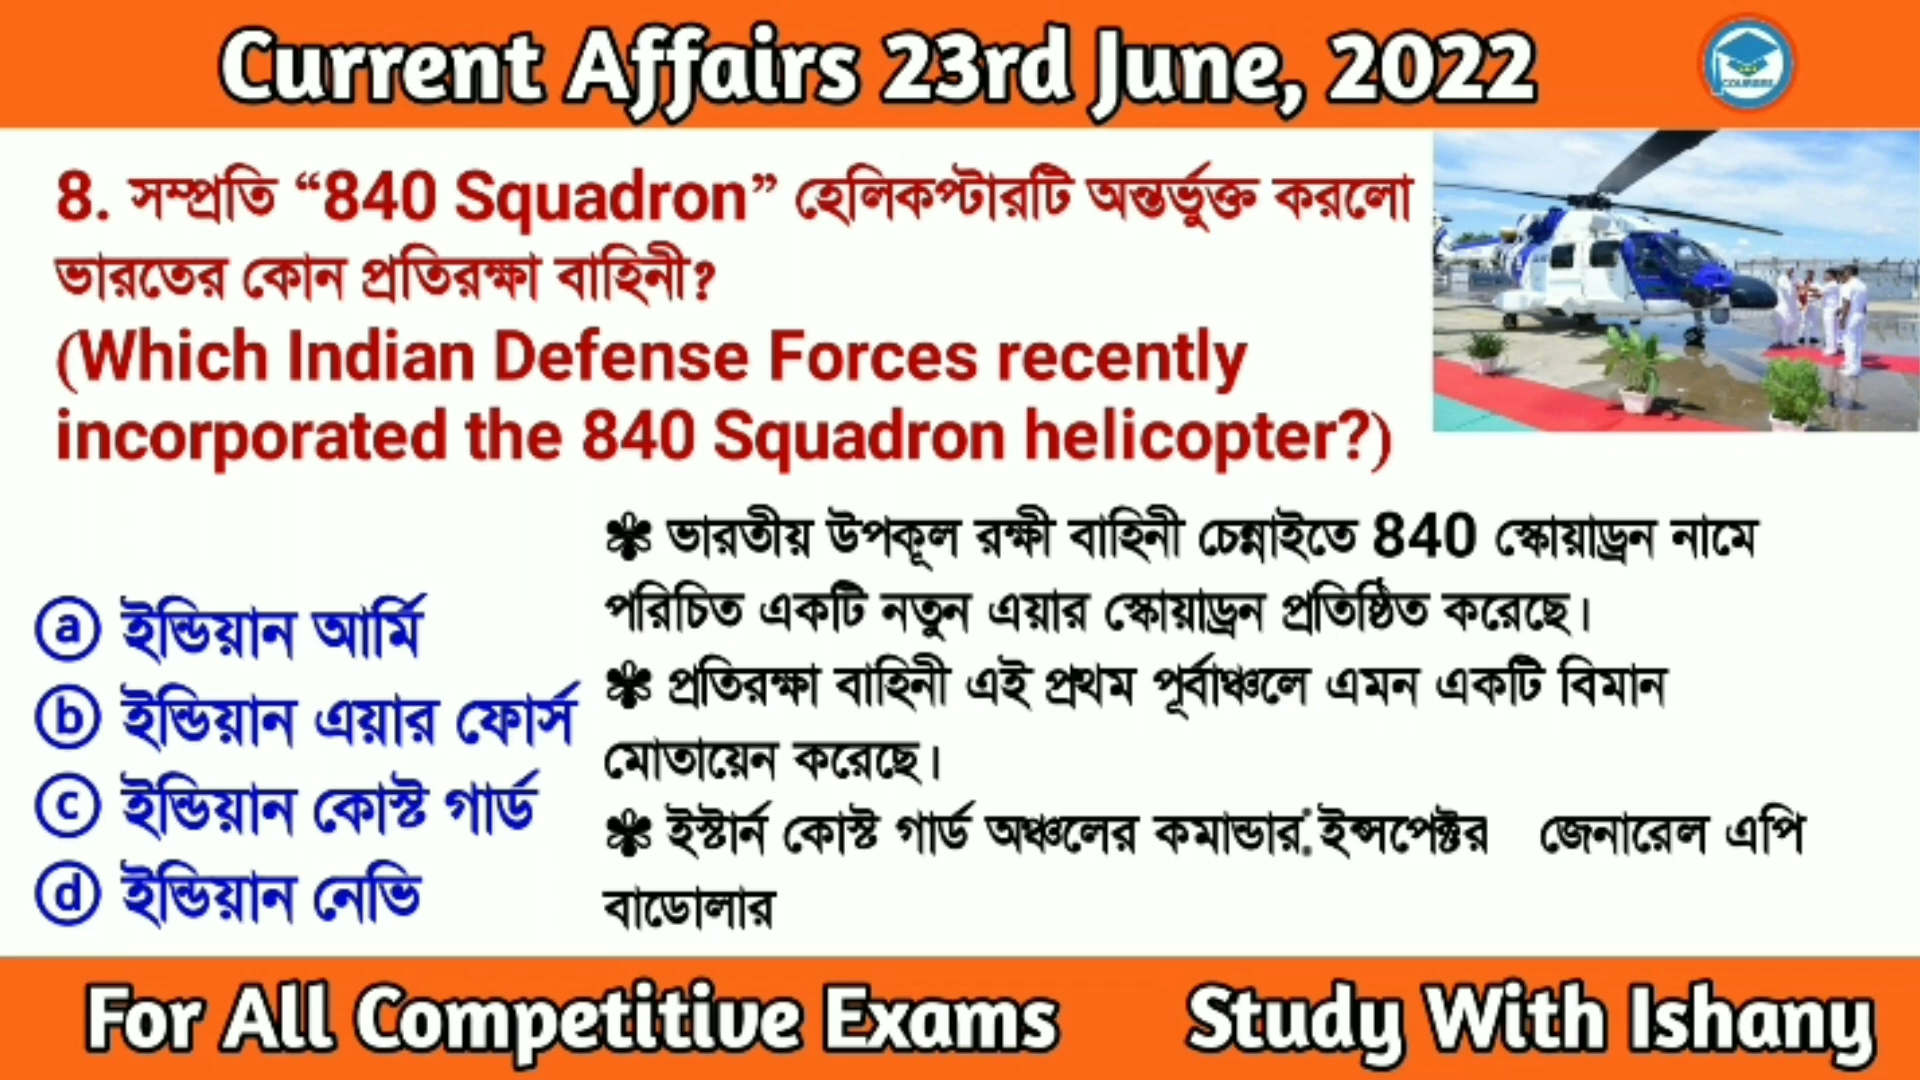 Current Affairs 23rd June, 2022
COURSES
8. সম্প্রতি “840 Squadron” হেলিকপ্টারটি অন্তর্ভুক্ত করলো
ভারতের কোন প্রতিরক্ষা বাহিনী?
(Which Indian Defense Forces recently
incorporated the 840 Squadron helicopter?)
ⓐ ইন্ডিয়ান আর্মি
ⓑ ইন্ডিয়ান এয়ার ফোর্স
ⓒ ইন্ডিয়ান কোস্ট গার্ড
ⓓ ইন্ডিয়ান নেভি
✽ ভারতীয় উপকূল রক্ষী বাহিনী চেন্নাইতে 840 স্কোয়াড্রন নামে
পরিচিত একটি নতুন এয়ার স্কোয়াড্রন প্রতিষ্ঠিত করেছে।
✽ প্রতিরক্ষা বাহিনী এই প্রথম পূর্বাঞ্চলে এমন একটি বিমান
মোতায়েন করেছে।
✽ ইস্টার্ন কোস্ট গার্ড অঞ্চলের কমান্ডার: ইন্সপেক্টর জেনারেল এপি
বাডোলার
For All Competitive Exams
Study With Ishany